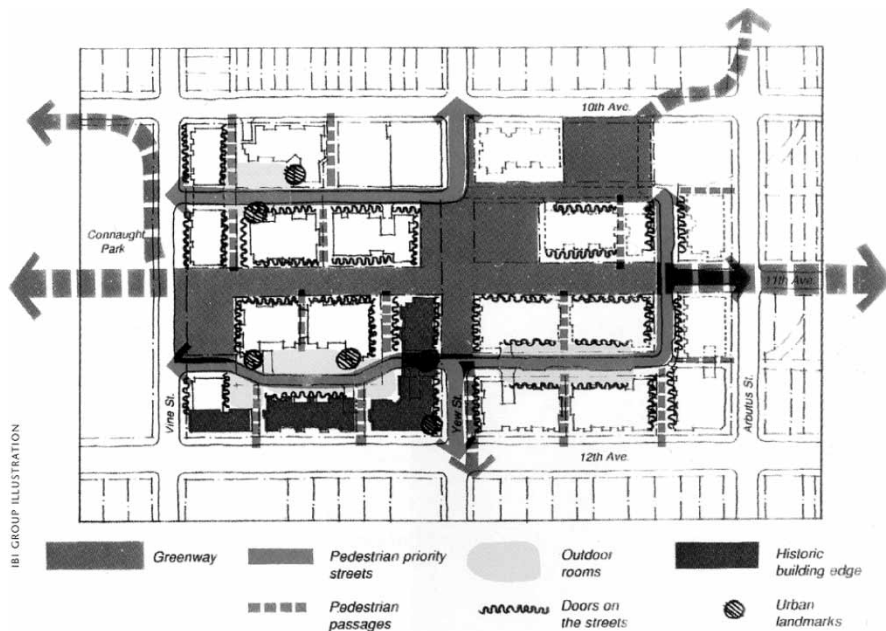 10th Ave.
Connaught
Park
11th Ave.
Vine St.
Yew St.
Arbutus St.
12th Ave.
IBI GROUP ILLUSTRATION
Greenway
Pedestrian priority
streets
Outdoor
rooms
Historic
building edge
Pedestrian
passages
Doors on
the streets
Urban
landmarks